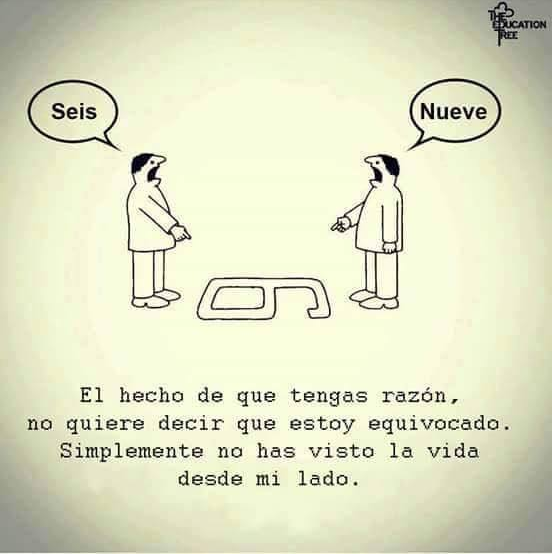 THE
EDUCATION
TREE
Seis
Nueve
El hecho de que tengas razón,
no quiere decir que estoy equivocado.
Simplemente no has visto la vida
desde mi lado.